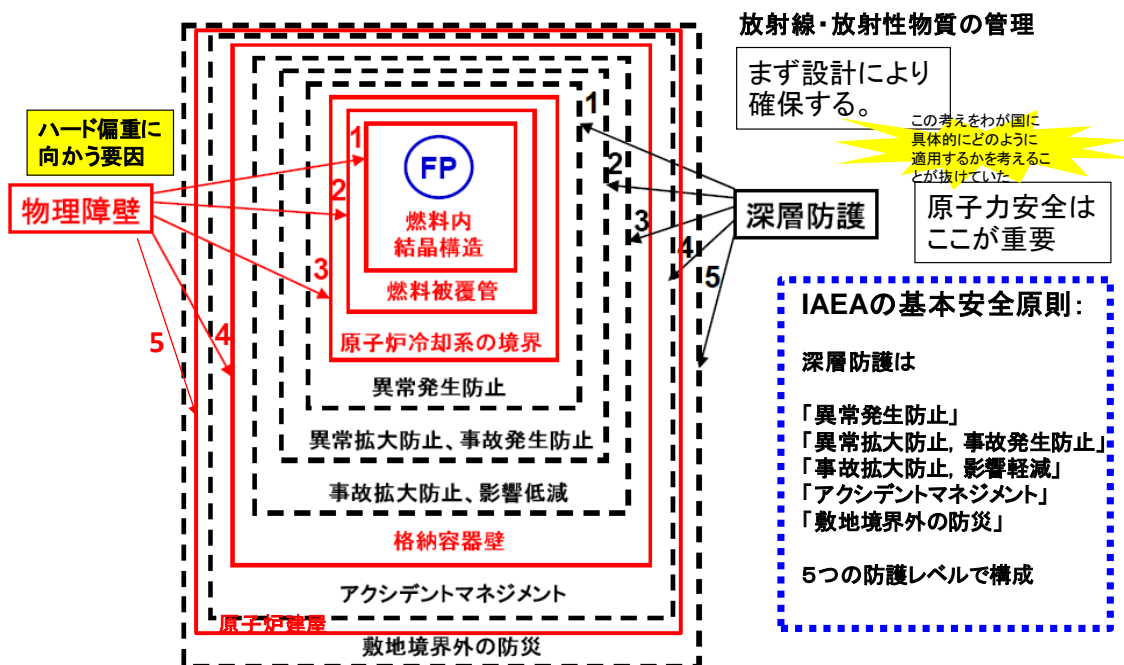 放射線・放射性物質の管理
まず設計により
確保する。
ハード偏重に
向かう要因
この考えをわが国に
具体的にどのように
適用するかを考えるこ
とが抜けていた
物理障壁
深層防護
原子力安全は
ここが重要
1
2
3
4
5
1
2
3
4
5
FP
燃料内
結晶構造
燃料被覆管
原子炉冷却系の境界
異常発生防止
異常拡大防止、事故発生防止
事故拡大防止、影響低減
格納容器壁
アクシデントマネジメント
原子炉建屋
敷地境界外の防災
IAEAの基本安全原則:
深層防護は
「異常発生防止」
「異常拡大防止, 事故発生防止」
「事故拡大防止, 影響軽減」
「アクシデントマネジメント」
「敷地境界外の防災」
5つの防護レベルで構成